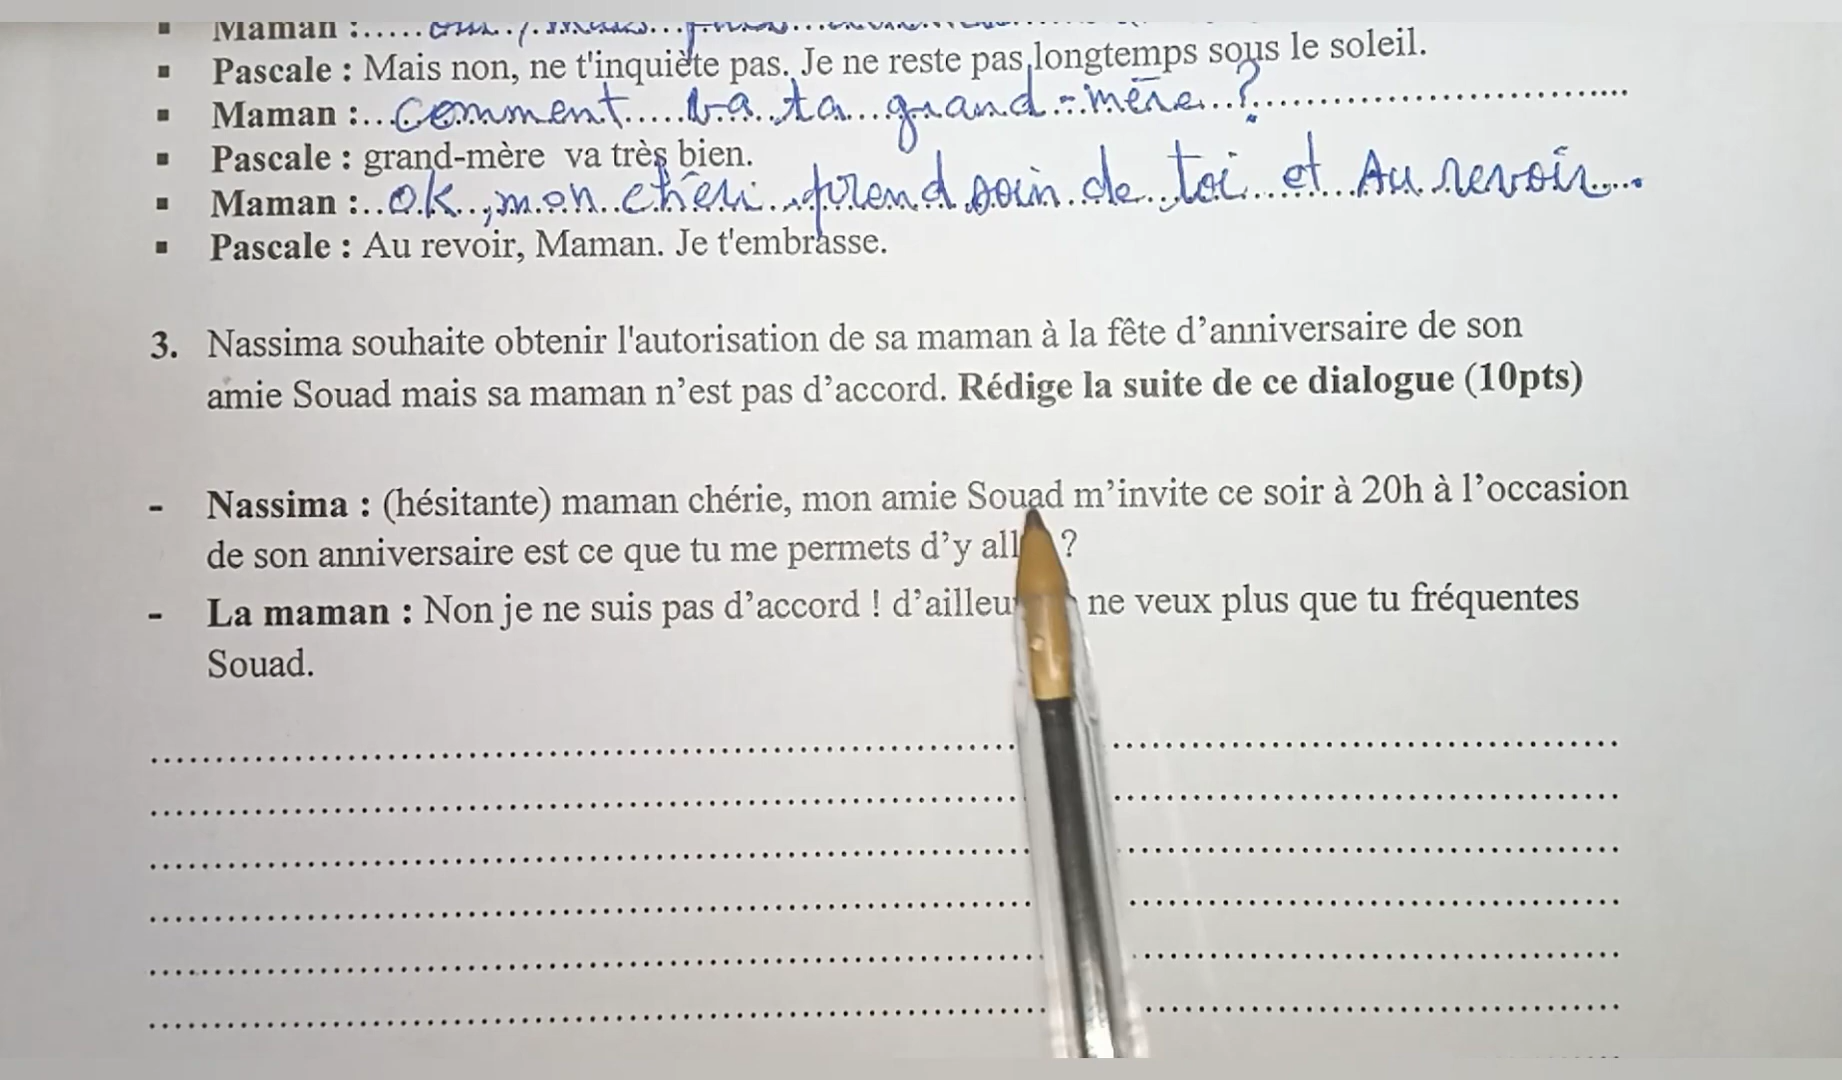 Maman :
Pascale : Mais non, ne t'inquiète pas. Je ne reste pas longtemps sous le soleil.
Maman : comment va ta grand-mère ?
Pascale : grand-mère va très bien.
Maman : OK, mon chéri prend soin de toi et Au revoir
Pascale : Au revoir, Maman. Je t'embrasse.
3. Nassima souhaite obtenir l'autorisation de sa maman à la fête d’anniversaire de son
amie Souad mais sa maman n’est pas d’accord. Rédige la suite de ce dialogue (10pts)
- Nassima : (hésitante) maman chérie, mon amie Souad m’invite ce soir à 20h à l’occasion
de son anniversaire est ce que tu me permets d’y all ?
- La maman : Non je ne suis pas d’accord ! d’ailleu ne veux plus que tu fréquentes
Souad.